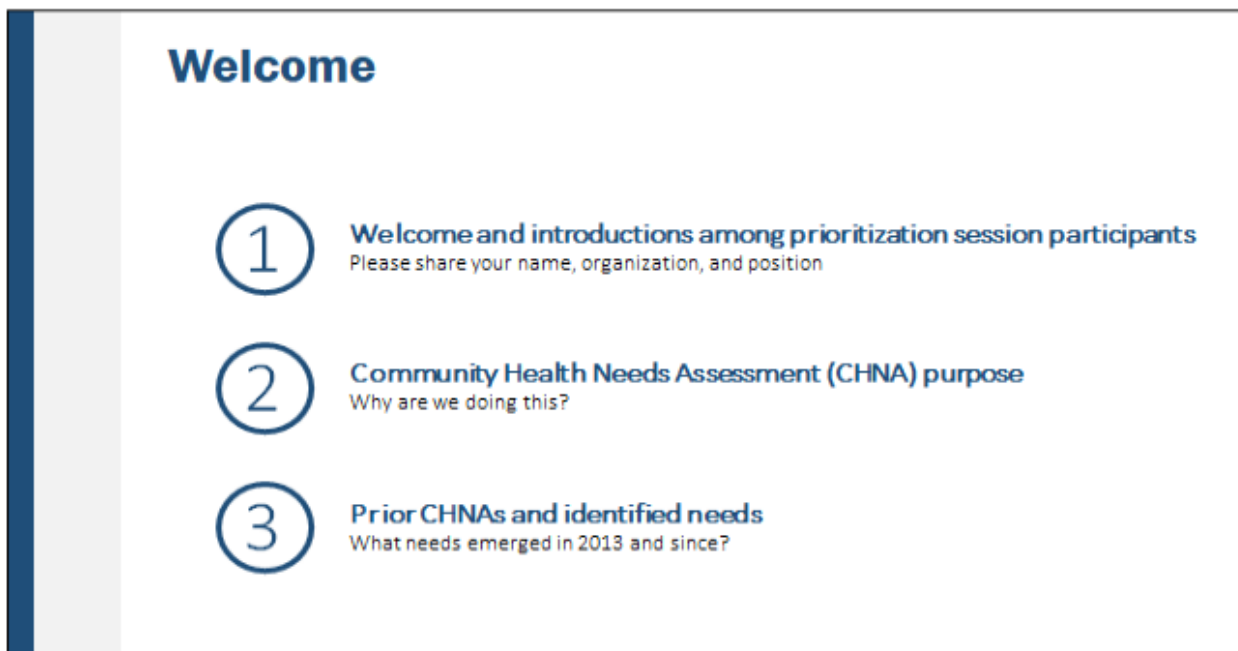 Welcome
1
Welcome and introductions among prioritization session participants
Please share your name, organization, and position
2
Community Health Needs Assessment (CHNA) purpose
Why are we doing this?
3
Prior CHNAs and identified needs
What needs emerged in 2013 and since?